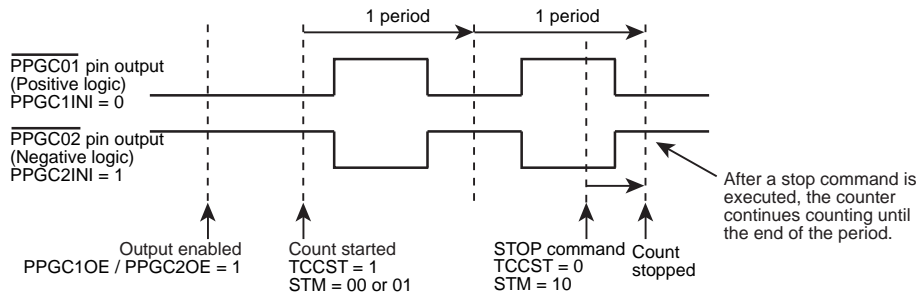 1 period
1 period
PPGC01 pin output
(Positive logic)
PPGC1INI = 0
PPGC02 pin output
(Negative logic)
PPGC2INI = 1
After a stop command is
executed, the counter
continues counting until
the end of the period.
Output enabled
PPGC1OE / PPGC2OE = 1
Count started
TCCST = 1
STM = 00 or 01
STOP command
TCCST = 0
STM = 10
Count
stopped